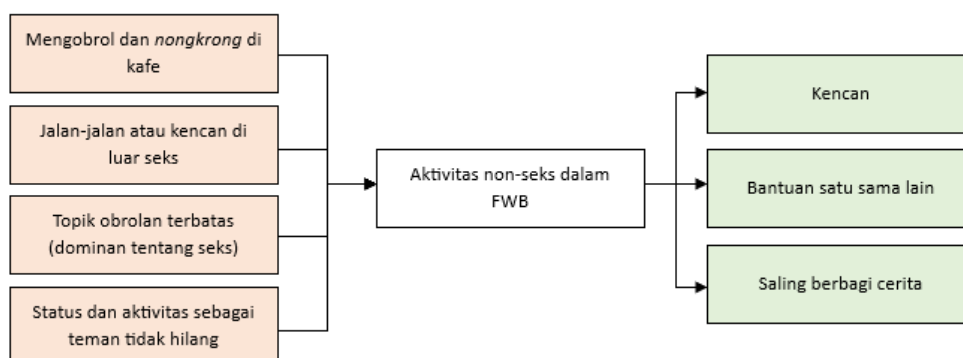 Mengobrol dan nongkrong di
kafe
Jalan-jalan atau kencan di
luar seks
Topik obrolan terbatas
(dominan tentang seks)
Status dan aktivitas sebagai
teman tidak hilang
Aktivitas non-seks dalam
FWB
Kencan
Bantuan satu sama lain
Saling berbagi cerita